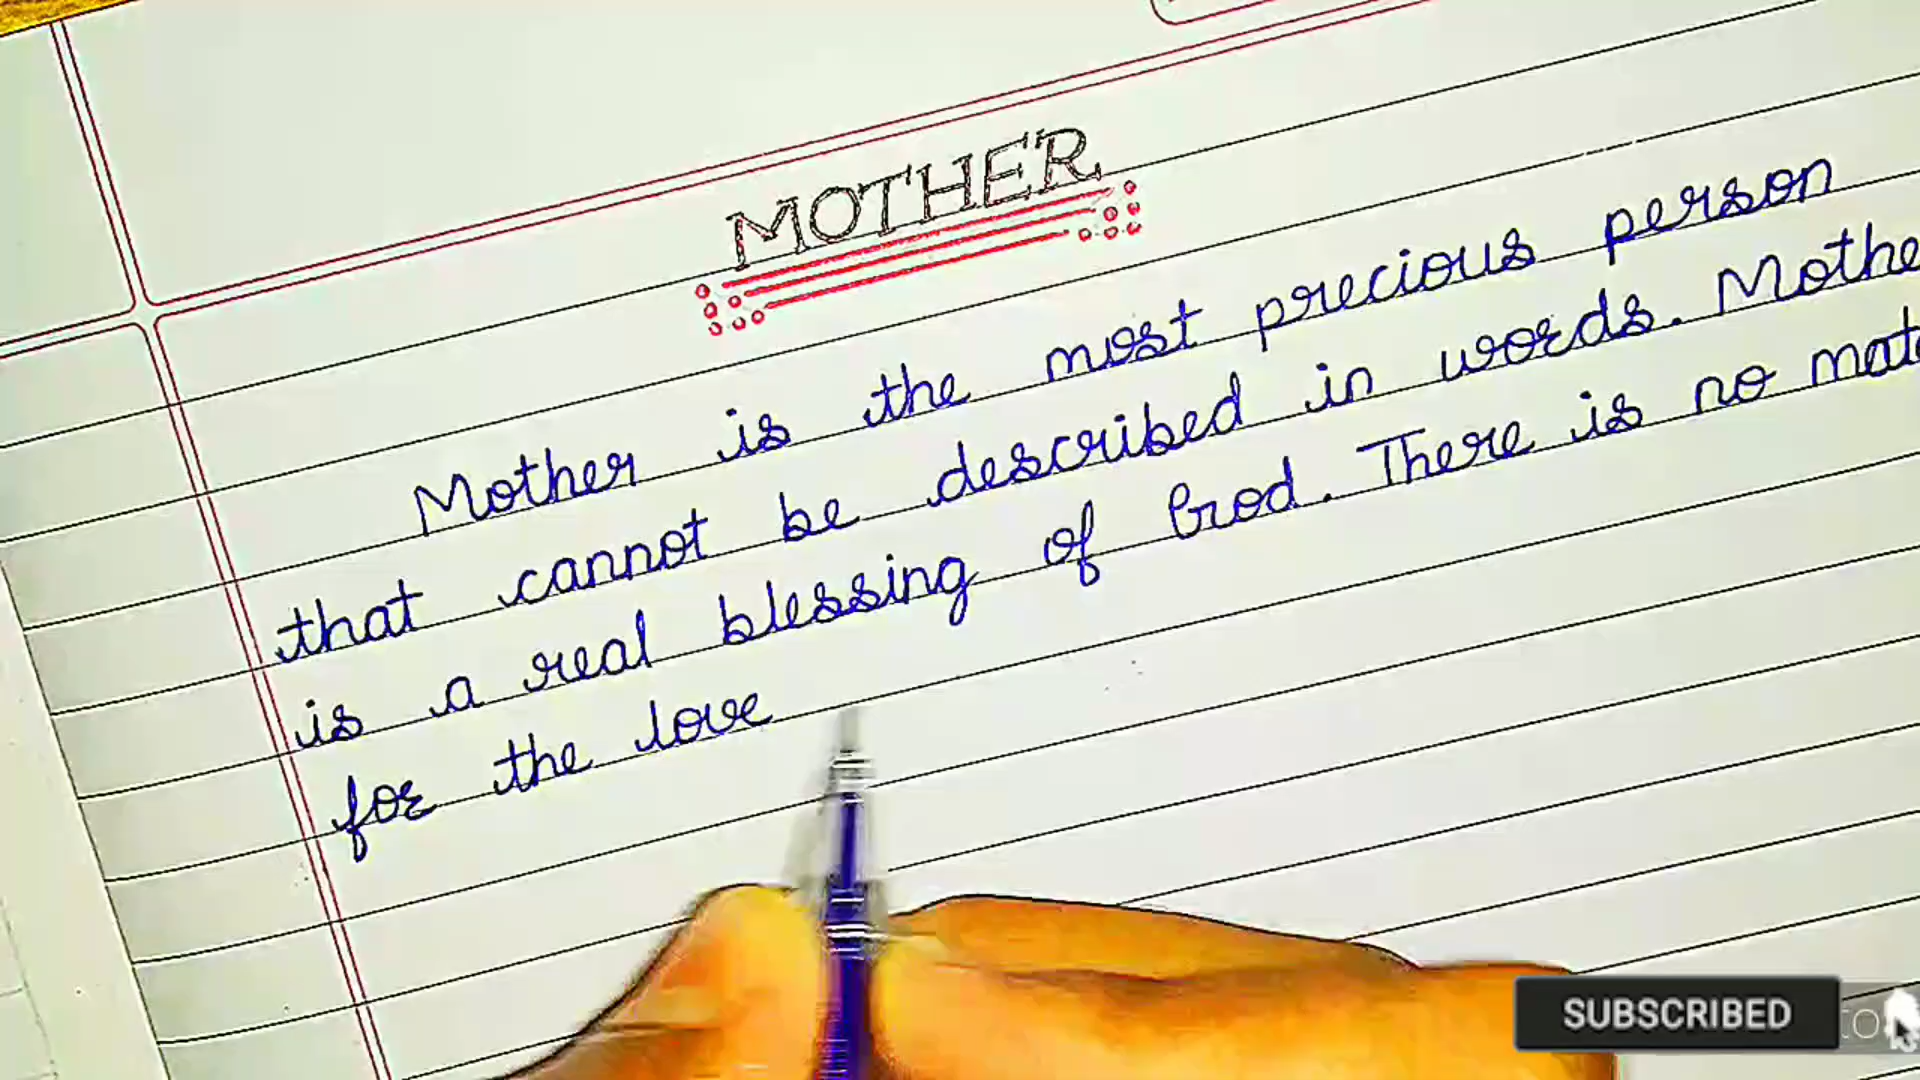 MOTHER
Mother is the most precious person
that cannot be described in words. Mothe
is a real blessing of God. There is no mat
for the love
SUBSCRIBED
to